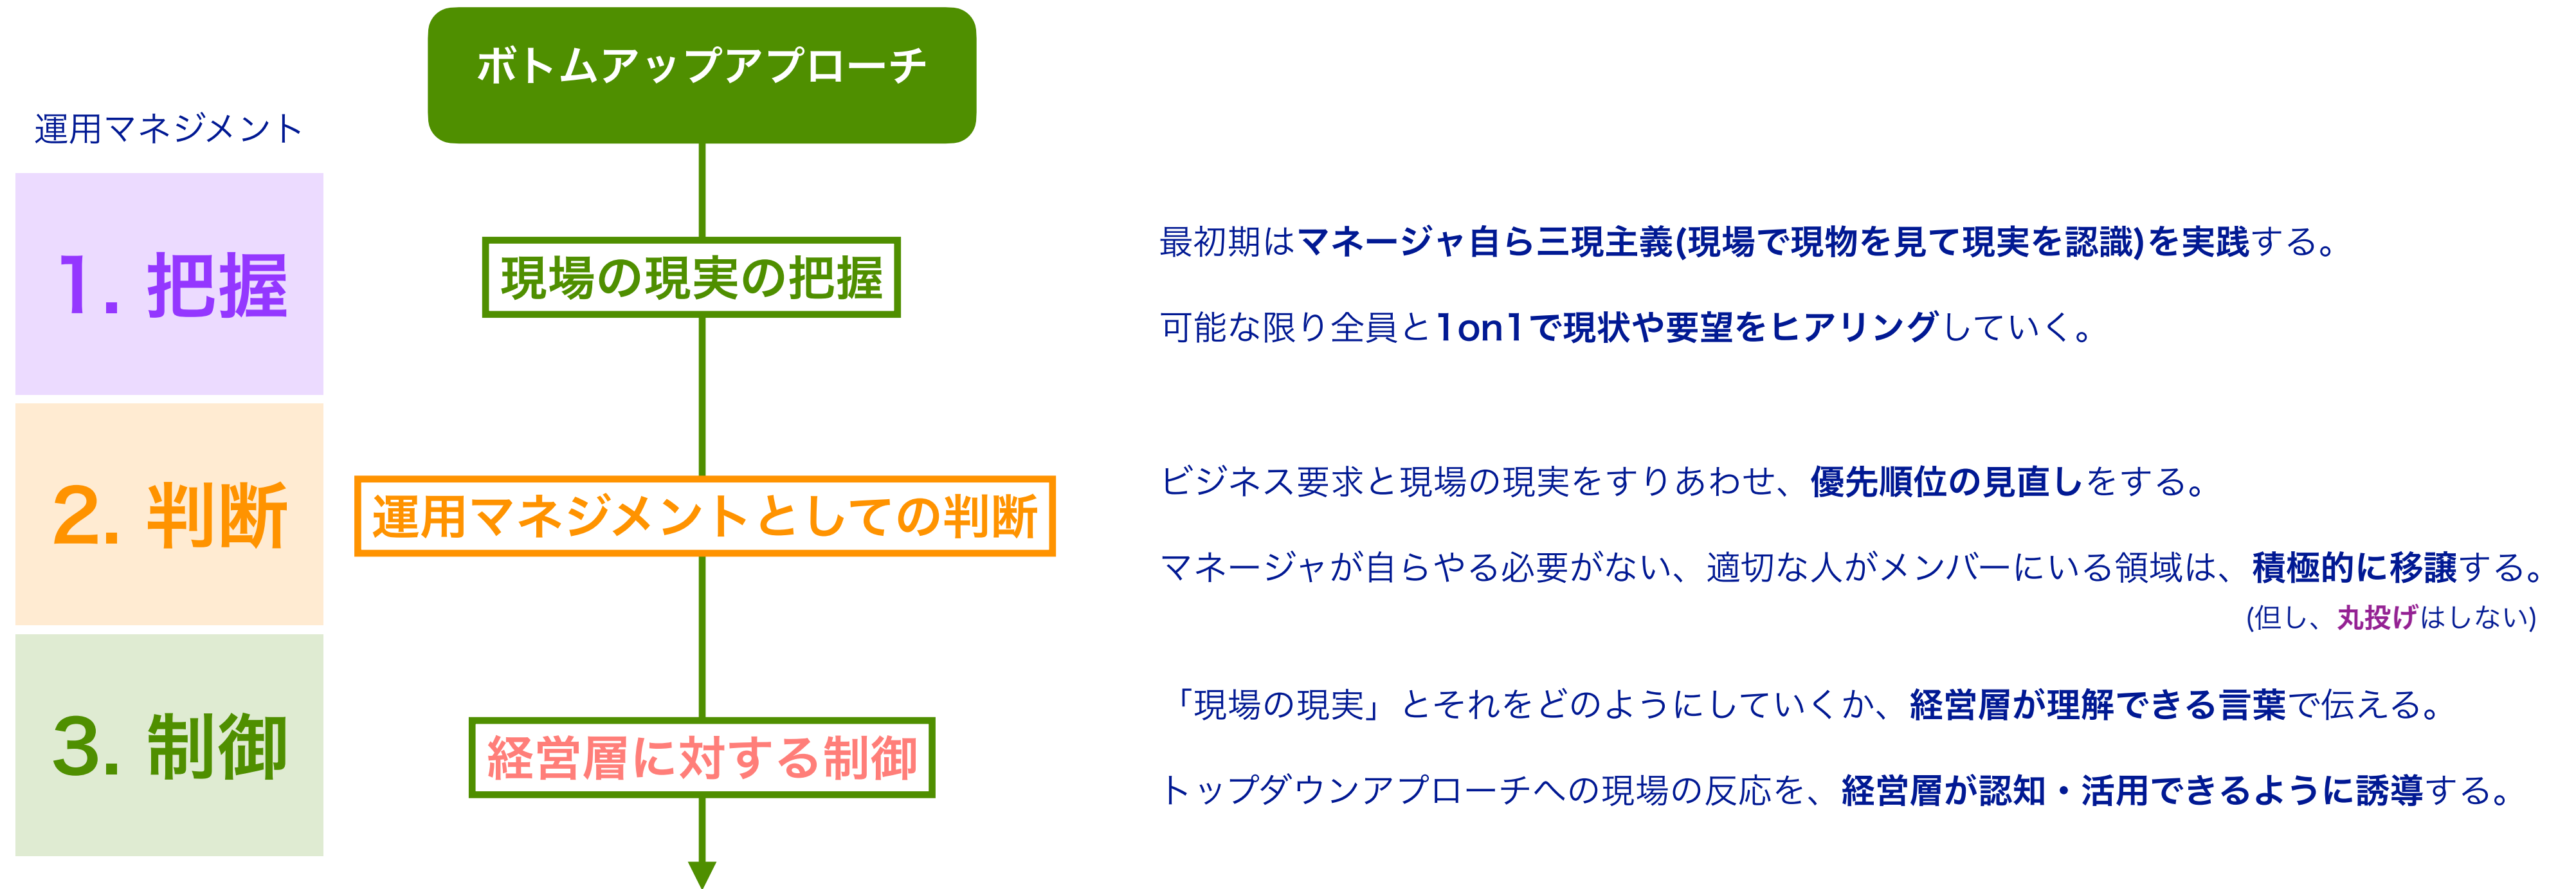 ボトムアップアプローチ
運用マネジメント
1. 把握
現場の現実の把握
最初期はマネージャ自ら三現主義(現場で現物を見て現実を認識)を実践する。
可能な限り全員と1on1で現状や要望をヒアリングしていく。
2. 判断
運用マネジメントとしての判断
ビジネス要求と現場の現実をすりあわせ、優先順位の見直しをする。
マネージャが自らやる必要がない、適切な人がメンバーにいる領域は、積極的に移譲する。
(但し、丸投げはしない)
3. 制御
経営層に対する制御
「現場の現実」とそれをどのようにしていくか、経営層が理解できる言葉で伝える。
トップダウンアプローチへの現場の反応を、経営層が認知・活用できるように誘導する。